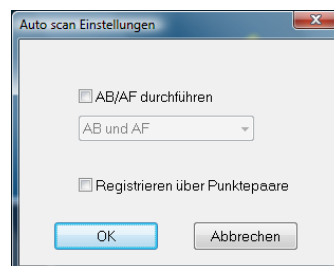 Auto scan Einstellungen
AB/AF durchführen
AB und AF
Registrieren über Punktepaare
OK
Abbrechen